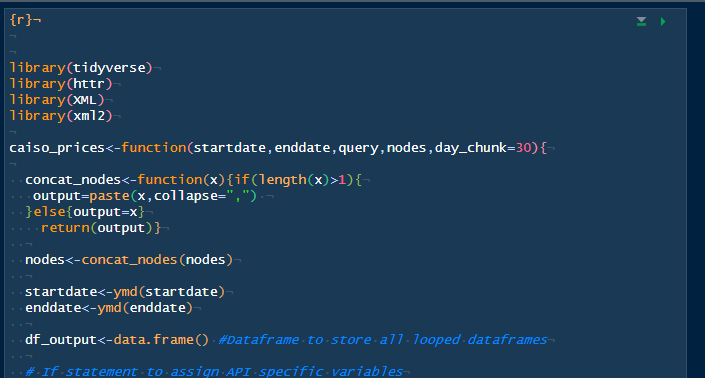 {r}
library(tidyverse)
library(httr)
library(XML)
library(xml2)
caiso_prices<-function(startdate,enddate,query,nodes,day_chunk=30){
concat_nodes<-function(x){if(length(x)>1){
output=paste(x,collapse=",")
}else{output=x}
return(output)}
nodes<-concat_nodes(nodes)
startdate<-ymd(startdate)
enddate<-ymd(enddate)
df_output<-data.frame() #Dataframe to store all looped dataframes
# If statement to assign API specific variables